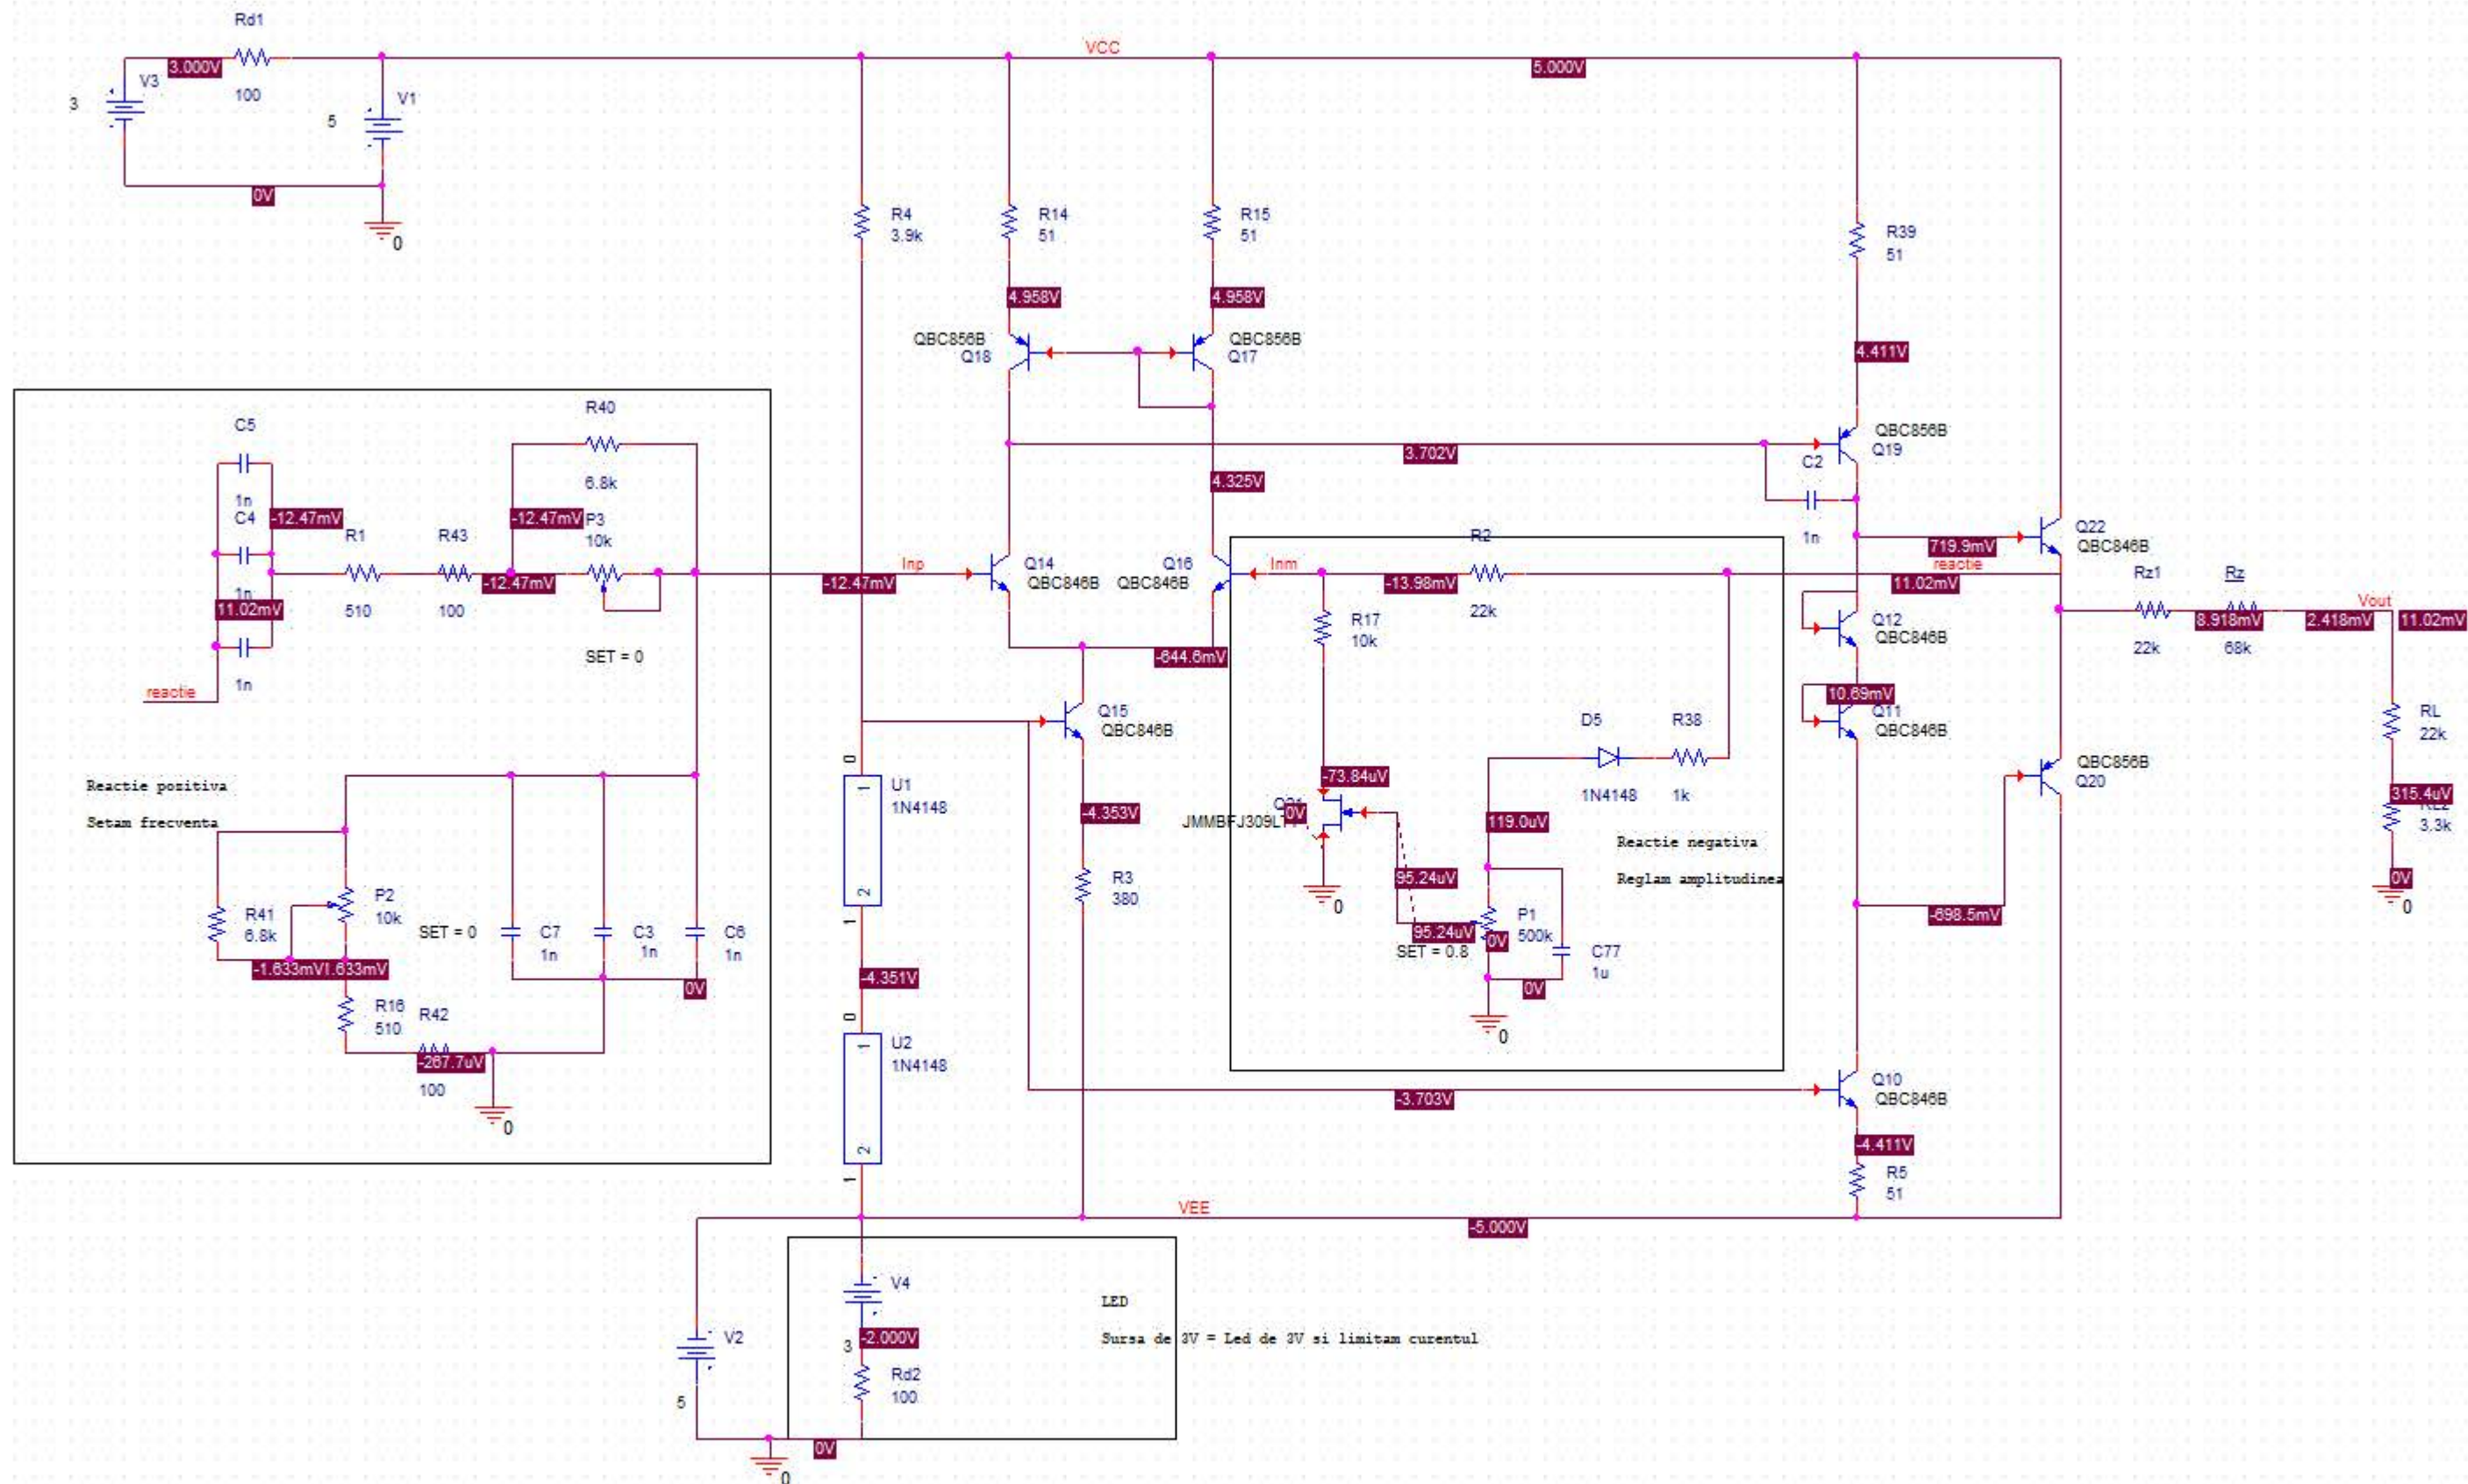 Rd1
100
3.000V
V3
3
V1
5
0V
0
VCC
5.000V
R4
3.9k
R14
51
R15
51
R39
51
4.958V
4.958V
4.411V
QBC856B
Q18
QBC856B
Q17
QBC856B
Q19
3.702V
4.325V
C2
1n
C5
1n
C4
1n
1n
-12.47mV
11.02mV
reactie
R1
510
R43
100
-12.47mV
-12.47mV
R40
6.8k
P3
10k
SET = 0
-12.47mV
Inp
Q14
QBC846B
Q16
QBC846B
Inm
-13.98mV
R2
22k
719.9mV
reactie
11.02mV
Q22
QBC846B
Rz1
22k
8.918mV
Rz
68k
2.418mV
Vout
11.02mV
R17
10k
-644.6mV
Q12
QBC846B
10.69mV
Q11
QBC846B
Q15
QBC846B
D5
1N4148
R38
1k
RL
22k
315.4uV
3.3k
0V
0
QBC856B
Q20
Reactie pozitiva
Setam frecventa
0
U1
1
1N4148
2
1
-4.353V
-73.84uV
0V
119.0uV
Reactie negativa
Reglam amplitudinea
95.24uV
95.24uV
0V
P1
500k
SET = 0.8
C77
1u
0V
0
0
R3
380
R41
6.8k
P2
10k
SET = 0
C7
1n
C3
1n
C6
1n
0V
-1.633mV
R16
510
R42
-267.7uV
100
0
-4.351V
0
U2
1
1N4148
2
1
-698.5mV
-3.703V
Q10
QBC846B
-4.411V
R5
51
VEE
-5.000V
V4
3
-2.000V
Rd2
100
LED
Sursa de 3V = Led de 3V si limitam curentul
V2
5
0V
0